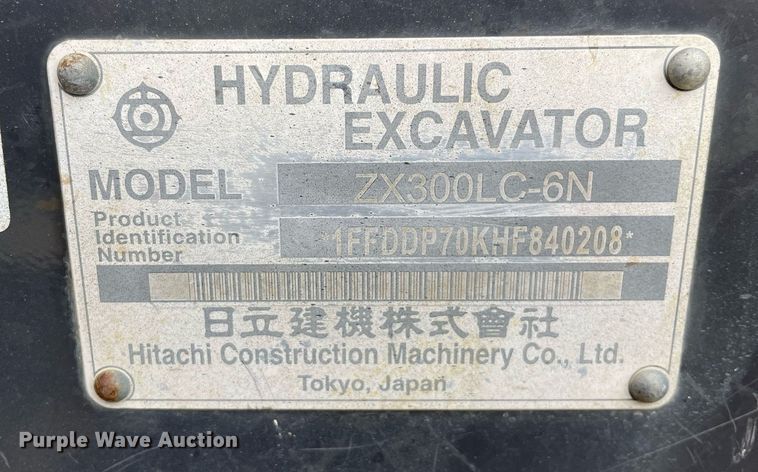 HYDRAULIC
EXCAVATOR
MODEL ZX300LC-6N
Product
Identification
Number
*1FFDDP70KHF840208*
日立建機株式會社
Hitachi Construction Machinery Co., Ltd.
Tokyo, Japan
Purple Wave Auction